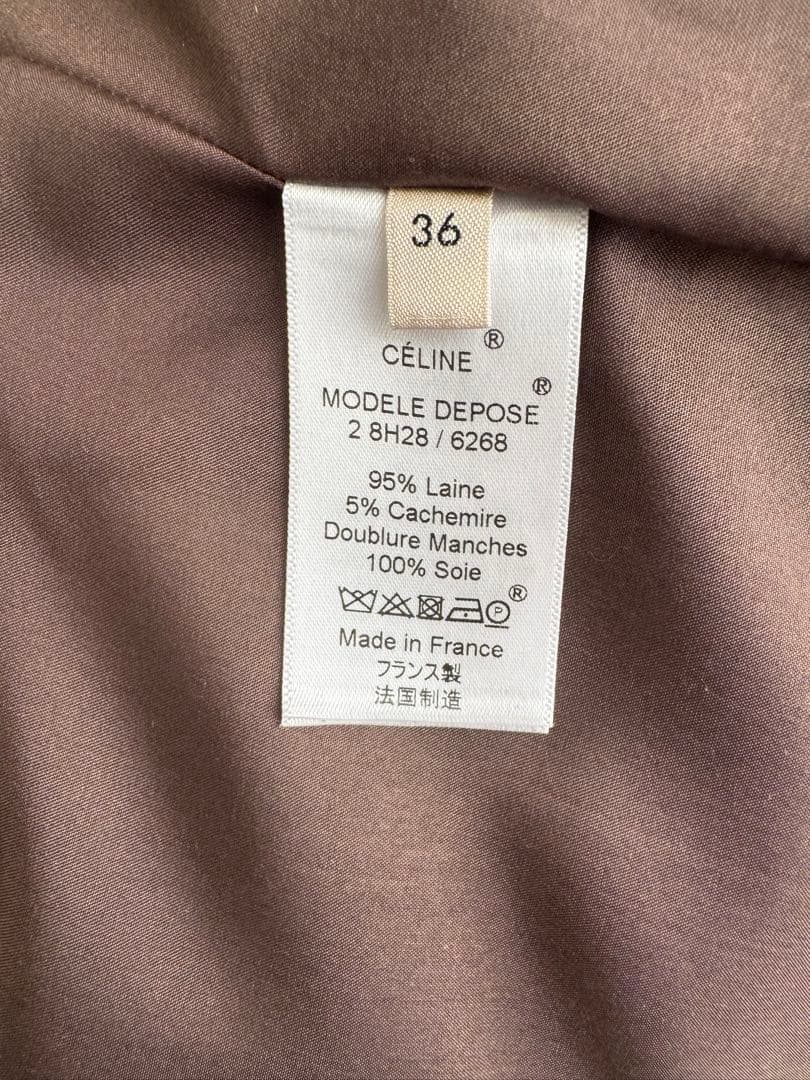 36
CÉLINE ®
MODELE DEPOSE ®
2 8H28 / 6268
95% Laine
5% Cachemire
Doublure Manches
100% Soie
P ®
Made in France
フランス製
法国制造